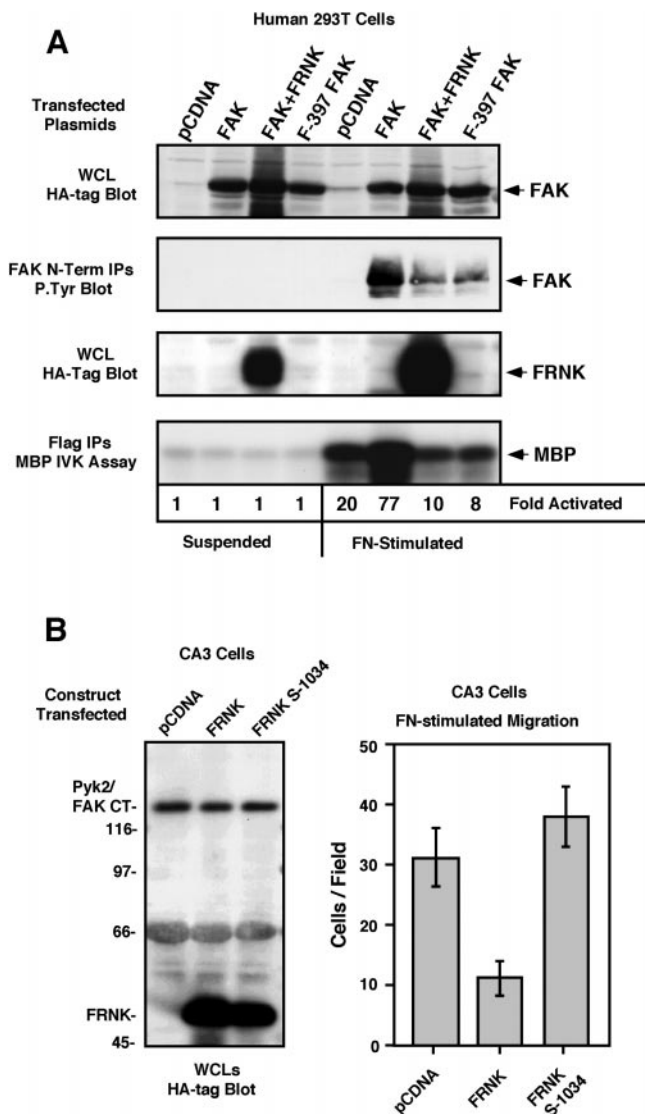 Human 293T Cells
A
Transfected Plasmids
pCDNA
FAK
FAK+FRNK
F-397 FAK
pCDNA
FAK
FAK+FRNK
F-397 FAK
WCL
HA-tag Blot
FAK
FAK N-Term IPs
P.Tyr Blot
FAK
WCL
HA-Tag Blot
FRNK
Flag IPs
MBP IVK Assay
MBP
1 1 1 1 20 77 10 8 Fold Activated
Suspended FN-Stimulated
B
CA3 Cells
Construct
Transfected
pCDNA
FRNK
FRNK S-1034
Pyk2/
FAK CT-
116-
97-
66-
FRNK-
45-
WCLs
HA-tag Blot
CA3 Cells
FN-stimulated Migration
Cells / Field
50
40
30
20
10
0
pCDNA
FRNK
FRNK
S-1034